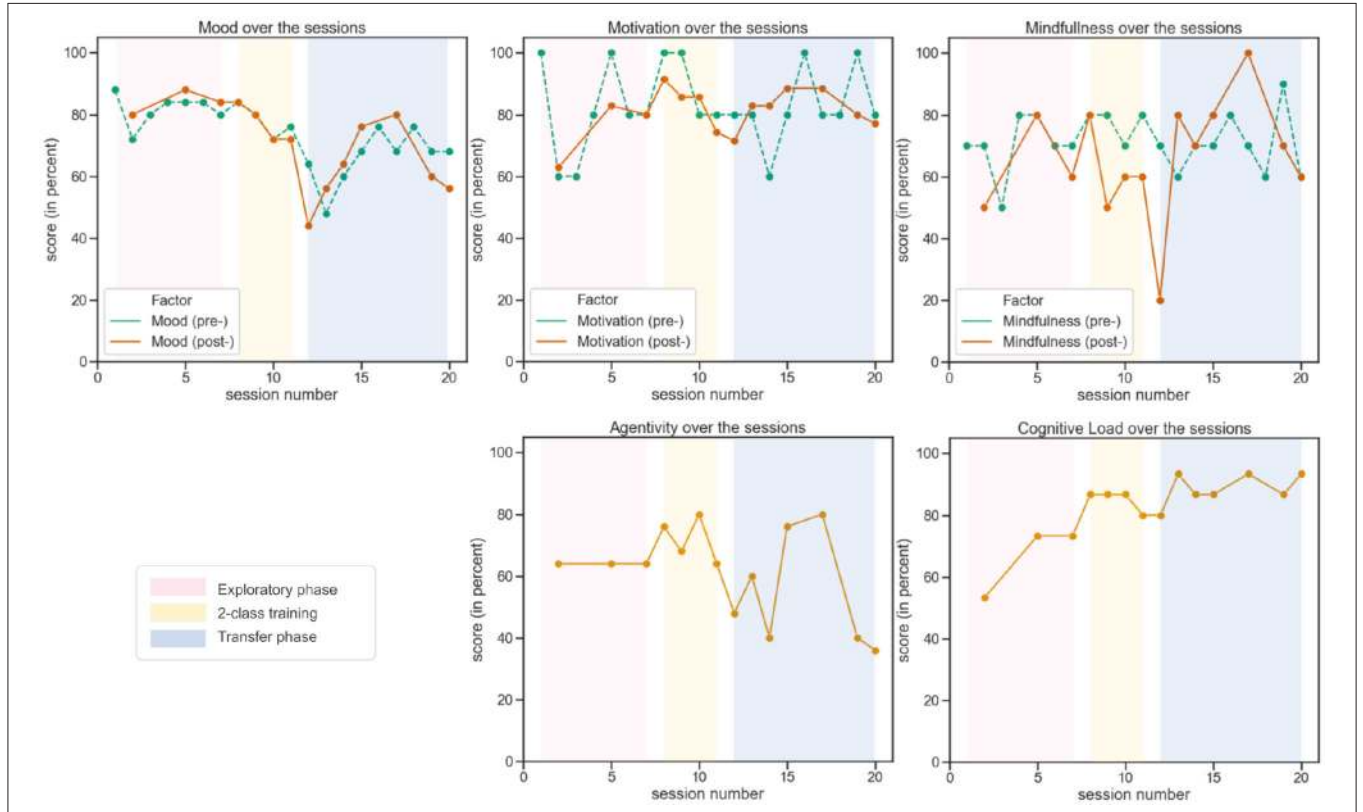 Mood over the sessions
100
80
60
40
20
0
score (in percent)
Factor
Mood (pre-)
Mood (post-)
0
5
10
15
20
session number
Motivation over the sessions
100
80
60
40
20
0
score (in percent)
Factor
Motivation (pre-)
Motivation (post-)
0
5
10
15
20
session number
Mindfullness over the sessions
100
80
60
40
20
0
score (in percent)
Factor
Mindfulness (pre-)
Mindfulness (post-)
0
5
10
15
20
session number
Exploratory phase
2-class training
Transfer phase
Agentivity over the sessions
100
80
60
40
20
0
score (in percent)
0
5
10
15
20
session number
Cognitive Load over the sessions
100
80
60
40
20
0
score (in percent)
0
5
10
15
20
session number